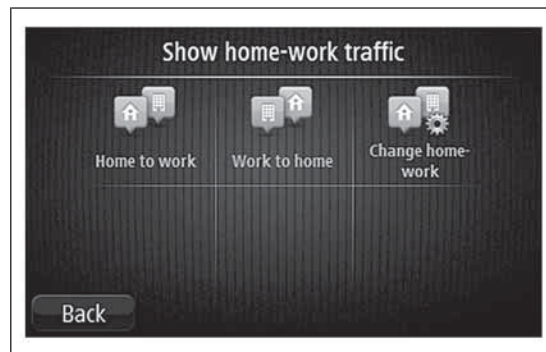 Show home-work traffic
Home to work
Work to home
Change home-
work
Back